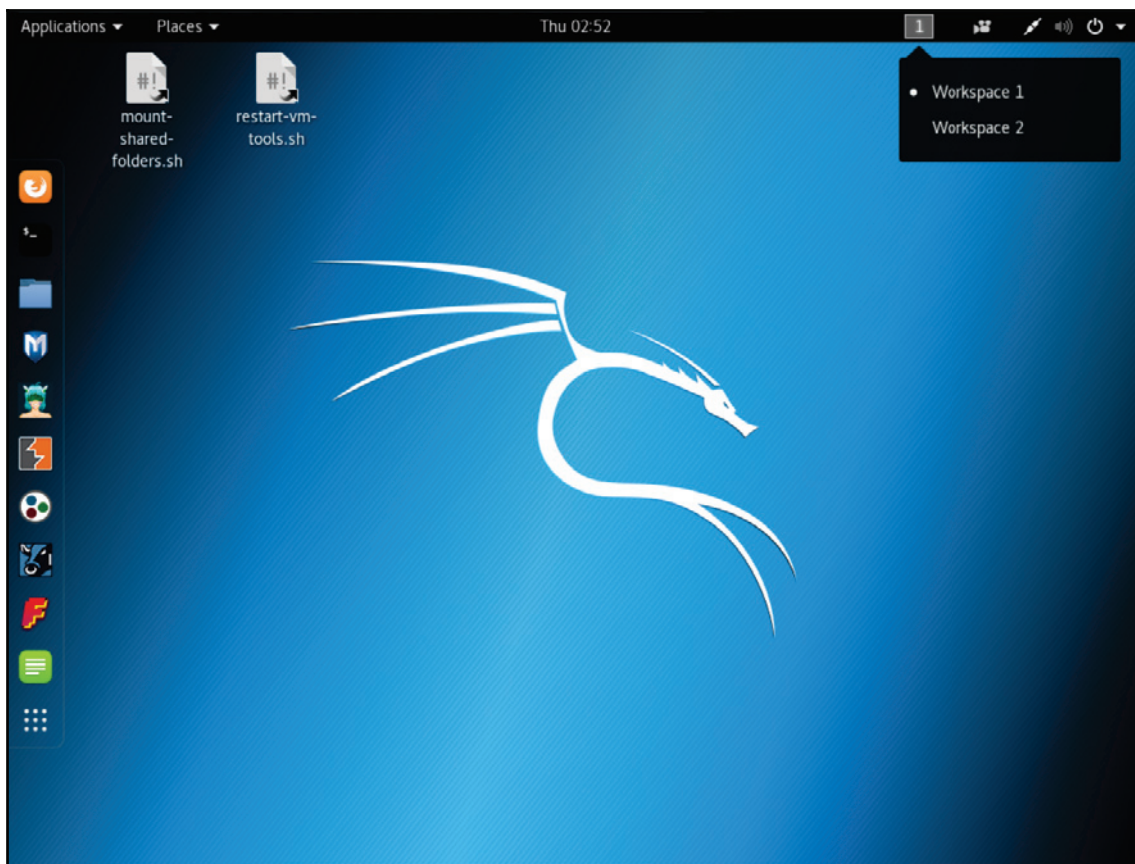 Applications Places Thu 02:52 1
mount-
shared-
folders.sh
restart-vm-
tools.sh
Workspace 1
Workspace 2
#!
#!
$_
M
F